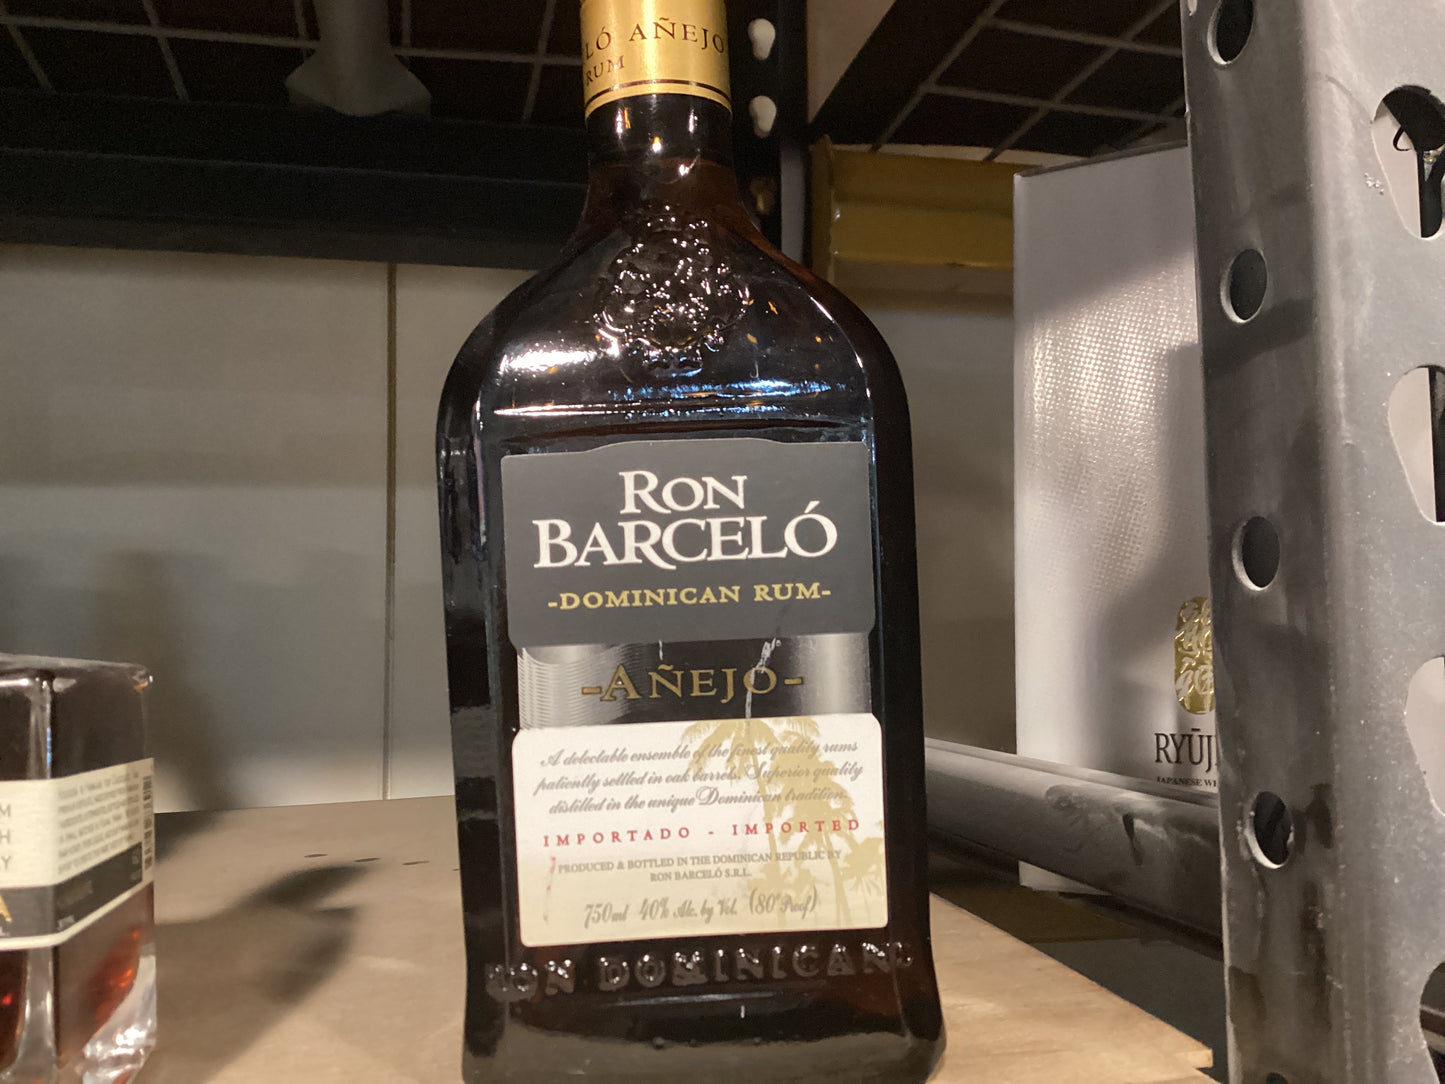 LÓ AÑEJO
RUM
RON
BARCELÓ
-DOMINICAN RUM-
-AÑEJO-
A delectable ensemble of the finest quality rums
patiently settled in oak barrels. Superior quality
distilled in the unique Dominican tradition.
IMPORTADO - IMPORTED
PRODUCED & BOTTLED IN THE DOMINICAN REPUBLIC BY
RON BARCELÓ S.R.L.
750ml 40% Alc. by Vol. (80° Proof)
RON DOMINICANO
RYŪJ
JAPANESE WI